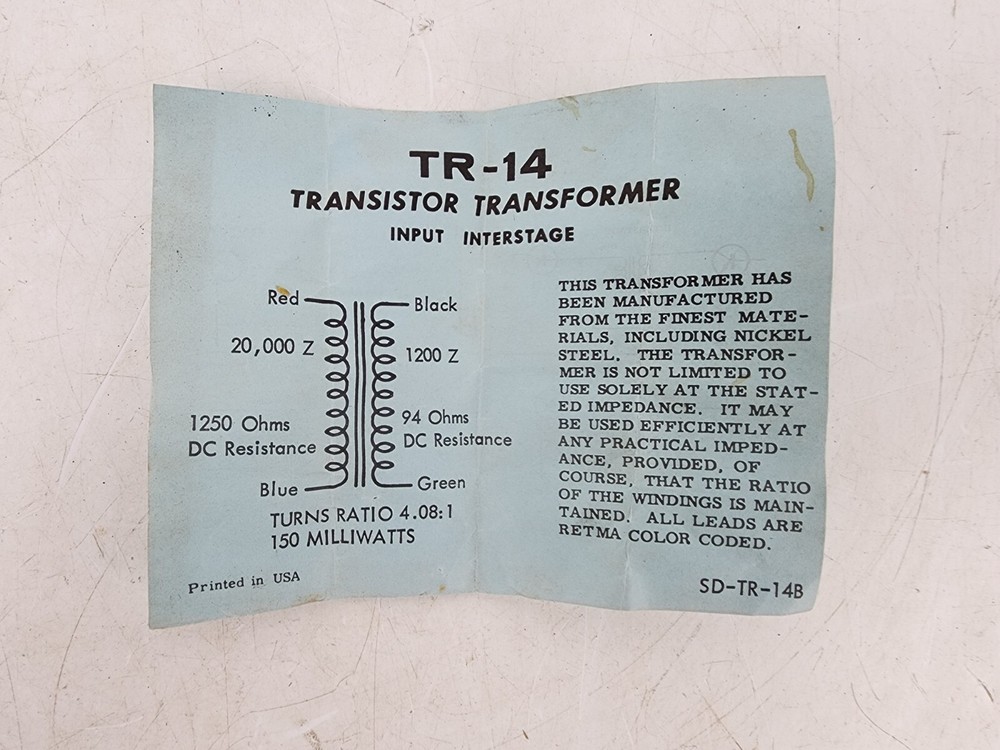 TR-14
TRANSISTOR TRANSFORMER
INPUT INTERSTAGE
Red
Black
20,000 Z
1200 Z
1250 Ohms
DC Resistance
94 Ohms
DC Resistance
Blue
Green
TURNS RATIO 4.08:1
150 MILLIWATTS
THIS TRANSFORMER HAS
BEEN MANUFACTURED
FROM THE FINEST MATE-
RIALS, INCLUDING NICKEL
STEEL. THE TRANSFOR-
MER IS NOT LIMITED TO
USE SOLELY AT THE STAT-
ED IMPEDANCE. IT MAY
BE USED EFFICIENTLY AT
ANY PRACTICAL IMPED-
ANCE, PROVIDED, OF
COURSE, THAT THE RATIO
OF THE WINDINGS IS MAIN-
TAINED. ALL LEADS ARE
RETMA COLOR CODED.
Printed in USA
SD-TR-14B